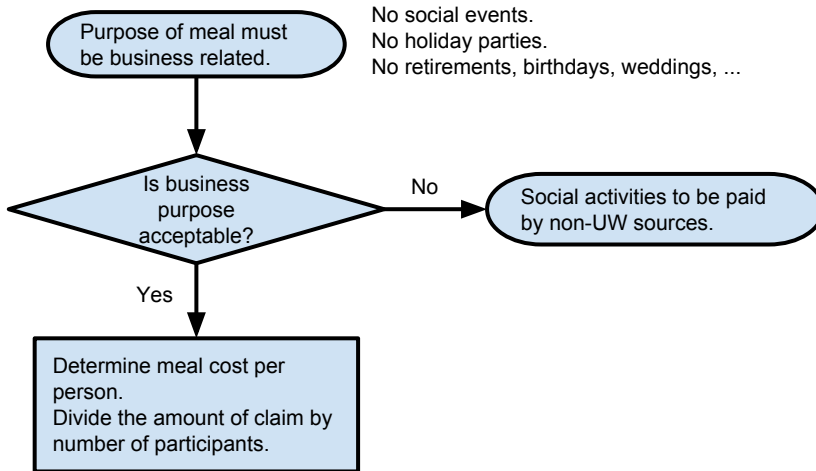 Purpose of meal must
be business related.
No social events.
No holiday parties.
No retirements, birthdays, weddings, ...
Is business
purpose
acceptable?
No
Social activities to be paid
by non-UW sources.
Yes
Determine meal cost per
person.
Divide the amount of claim by
number of participants.